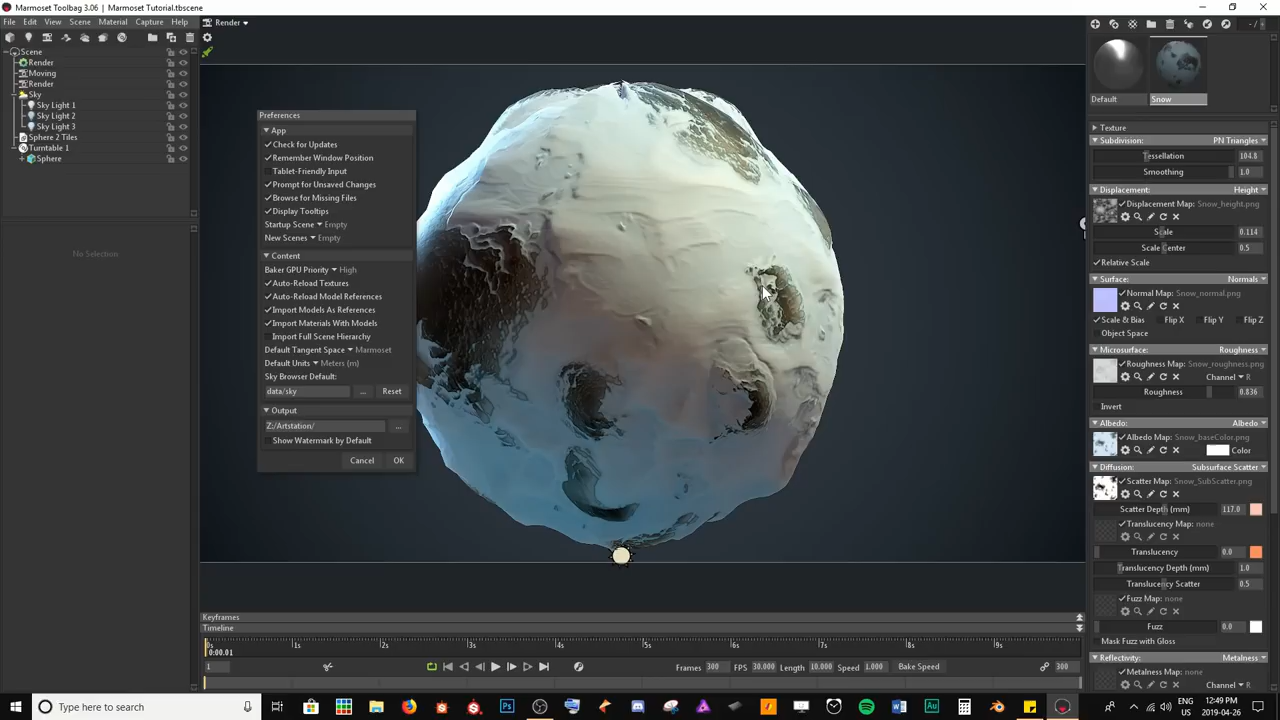 Marmoset Toolbag 3.06 - Marmoset Tutorial.tbscene
File Edit View Scene Material Capture Help
Render
- /
Scene
Render
Moving
Render
Sky
Sky Light 1
Sky Light 2
Sky Light 3
Sphere 2 Tiles
Turntable 1
Sphere
No Selection
Preferences
App
Check for Updates
Remember Window Position
Tablet-Friendly Input
Prompt for Unsaved Changes
Browse for Missing Files
Display Tooltips
Startup Scene Empty
New Scenes Empty
Content
Baker GPU Priority High
Auto-Reload Textures
Auto-Reload Model References
Import Models As References
Import Materials With Models
Import Full Scene Hierarchy
Default Tangent Space Marmoset
Default Units Meters (m)
Sky Browser Default:
data/sky ... Reset
Output
Z:/Artstation/ ...
Show Watermark by Default
Cancel OK
Default Snow
Texture
Subdivision: PN Triangles
Tessellation 104.8
Smoothing 1.0
Displacement: Height
Displacement Map: Snow_height.png
Scale 0.114
Scale Center 0.5
Relative Scale
Surface: Normals
Normal Map: Snow_normal.png
Scale & Bias Flip X Flip Y Flip Z
Object Space
Microsurface: Roughness
Roughness Map: Snow_roughness.png
Channel R
Roughness 0.836
Invert
Albedo: Albedo
Albedo Map: Snow_baseColor.png
Color
Diffusion: Subsurface Scatter
Scatter Map: Snow_SubScatter.png
Scatter Depth (mm) 117.0
Translucency Map: none
Translucency 0.0
Translucency Depth (mm) 1.0
Translucency Scatter 0.5
Fuzz Map: none
Fuzz 0.0
Mask Fuzz with Gloss
Reflectivity: Metalness
Metalness Map: none
Channel R
Keyframes
Timeline
0s 1s 2s 3s 4s 5s 6s 7s 8s 9s
0:00.01
1 Frames 300 FPS 30.000 Length 10.000 Speed 1.000 Bake Speed 300
Type here to search
ENG
US
12:49 PM
2019-04-26